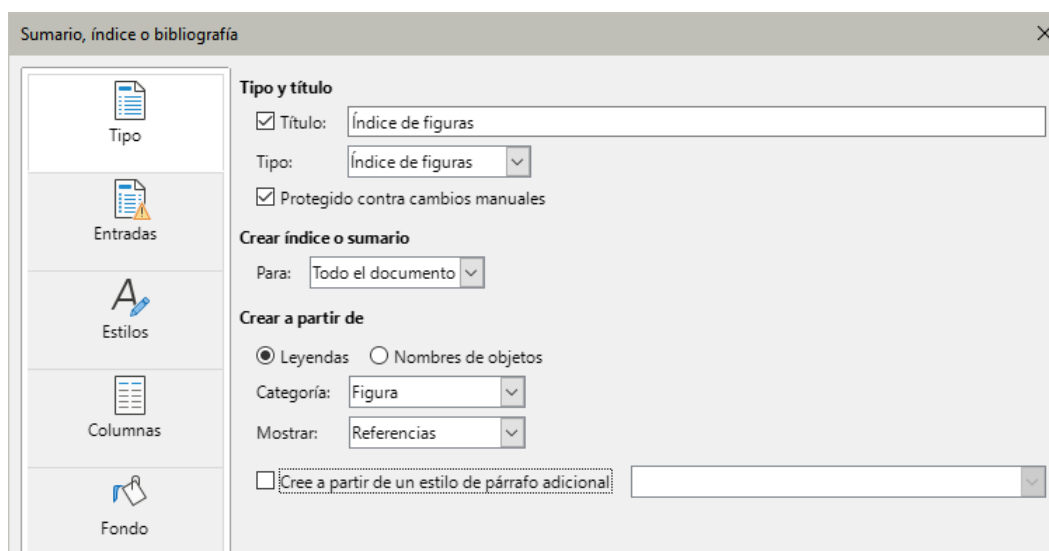 Sumario, índice o bibliografía
Tipo
Entradas
Estilos
Columnas
Fondo
Tipo y título
Título: Índice de figuras
Tipo: Índice de figuras
Protegido contra cambios manuales
Crear índice o sumario
Para: Todo el documento
Crear a partir de
Leyendas Nombres de objetos
Categoría: Figura
Mostrar: Referencias
Cree a partir de un estilo de párrafo adicional